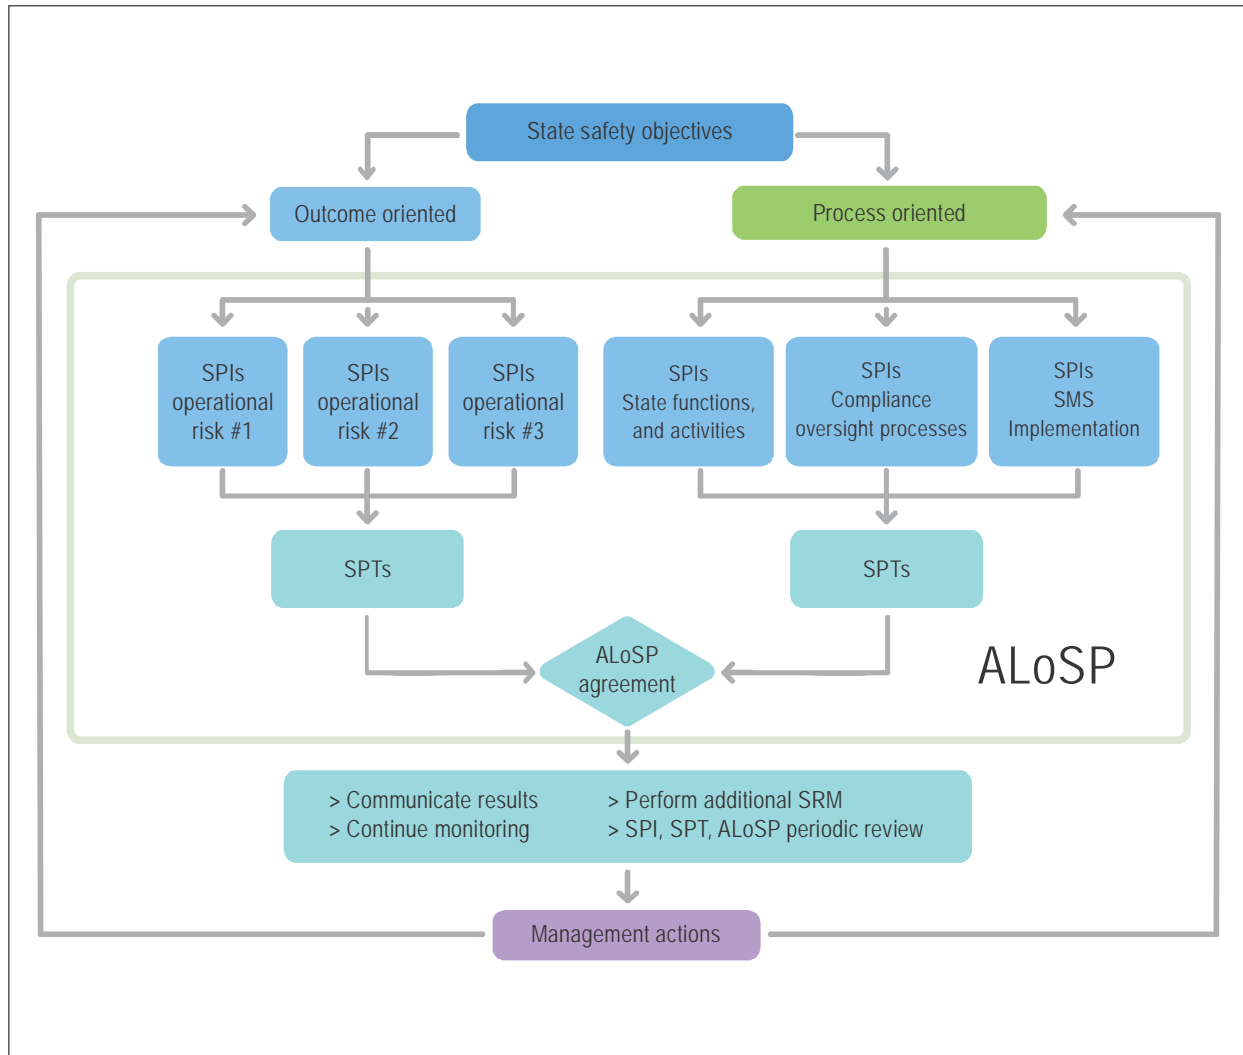 State safety objectives
Outcome oriented
Process oriented
SPIs
operational
risk #1
SPIs
operational
risk #2
SPIs
operational
risk #3
SPIs
State functions,
and activities
SPIs
Compliance
oversight processes
SPIs
SMS
Implementation
SPTs
SPTs
ALoSP
agreement
ALoSP
> Communicate results
> Continue monitoring
> Perform additional SRM
> SPI, SPT, ALoSP periodic review
Management actions